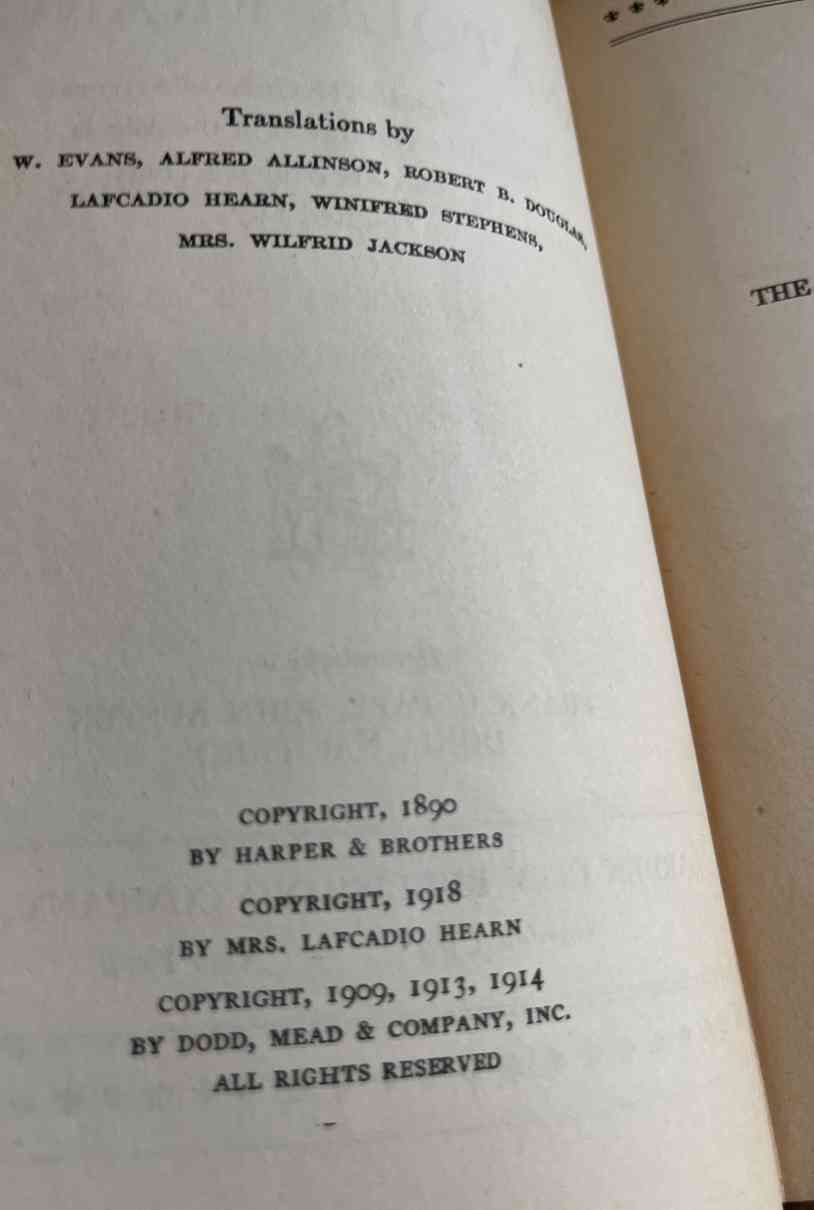 Translations by
W. EVANS, ALFRED ALLINSON, ROBERT B. DOUGLAS,
LAFCADIO HEARN, WINIFRED STEPHENS,
MRS. WILFRID JACKSON
COPYRIGHT, 1890
BY HARPER & BROTHERS
COPYRIGHT, 1918
BY MRS. LAFCADIO HEARN
COPYRIGHT, 1909, 1913, 1914
BY DODD, MEAD & COMPANY, INC.
ALL RIGHTS RESERVED
THE